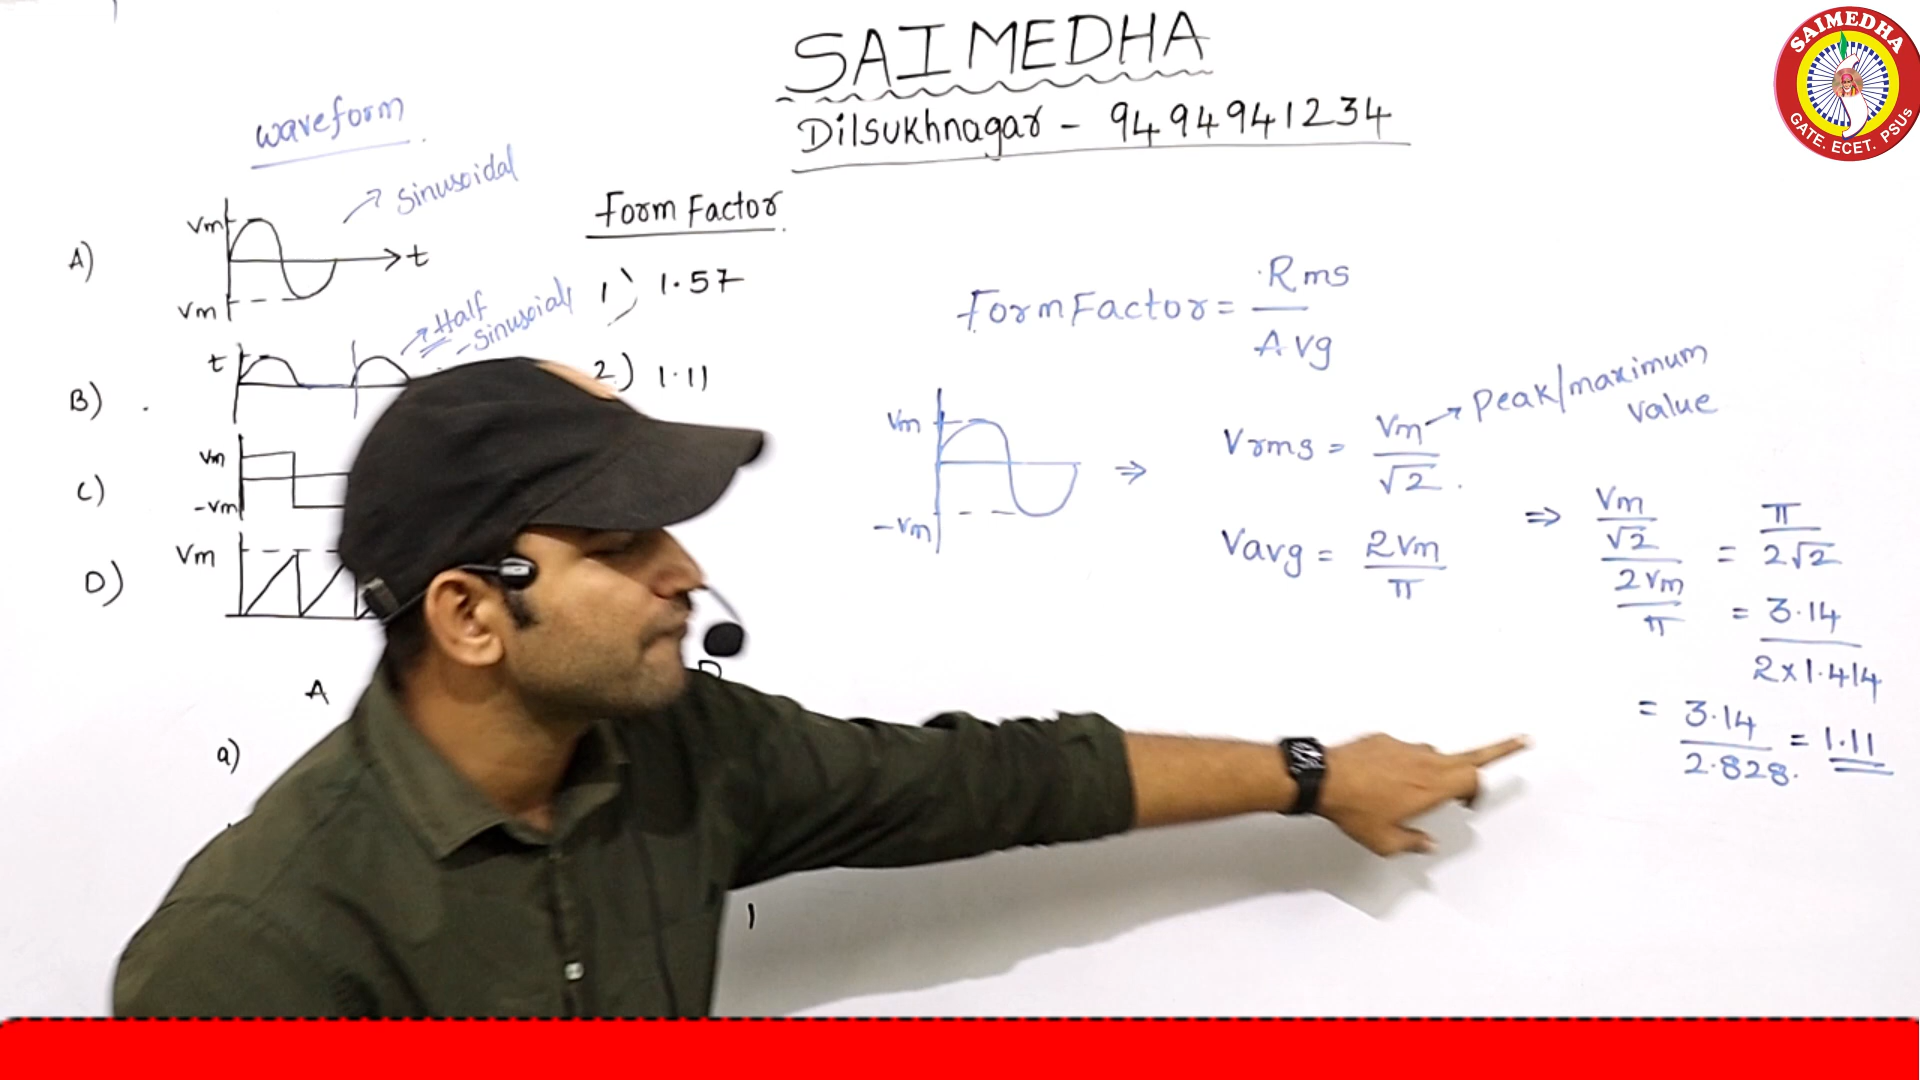 SAIMEDHA
Dilsukhnagar - 9494941234
SAIMEDHA
GATE. ECET. PSUs
waveform
Sinusoidal
A)
Vm
t
Vm
Half
- Sinusoial
B)
t
C)
Vm
-Vm
D)
Vm
Form Factor
1) 1.57
2.) 1.11
A
D
a)
1
Form Factor = Rms
Avg
Vm
-Vm
⇒
Vrms = Vm
√2
Peak/maximum
value
Vavg = 2Vm
π
⇒ Vm
√2
2Vm
π
= π
2√2
= 3.14
2×1.414
= 3.14
2.828.
= 1.11